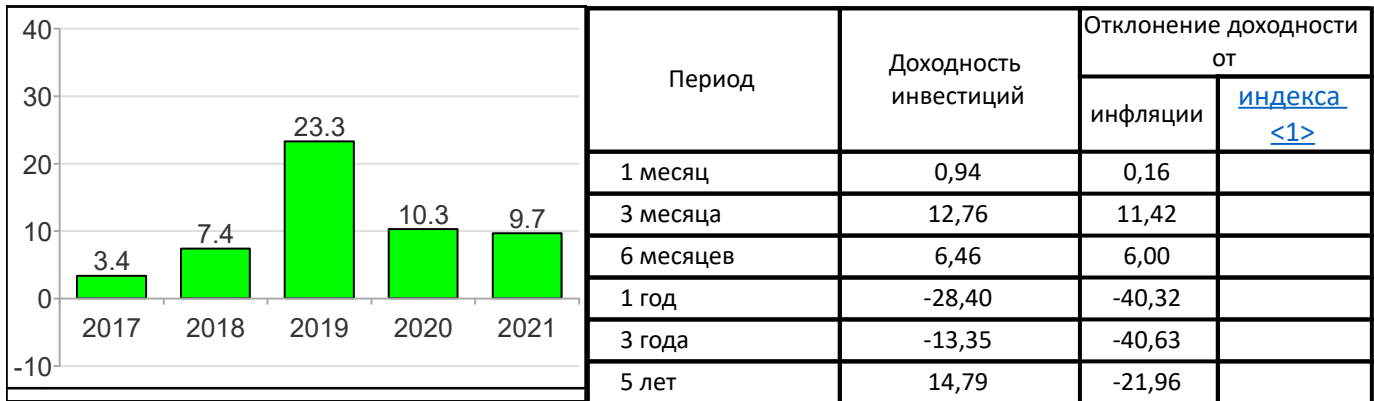 40
30
20
10
0
-10
3.4
7.4
23.3
10.3
9.7
2017 2018 2019 2020 2021
Период
Доходность
инвестиций
Отклонение доходности
от
инфляции
индекса
<1>
1 месяц 0,94 0,16
3 месяца 12,76 11,42
6 месяцев 6,46 6,00
1 год -28,40 -40,32
3 года -13,35 -40,63
5 лет 14,79 -21,96